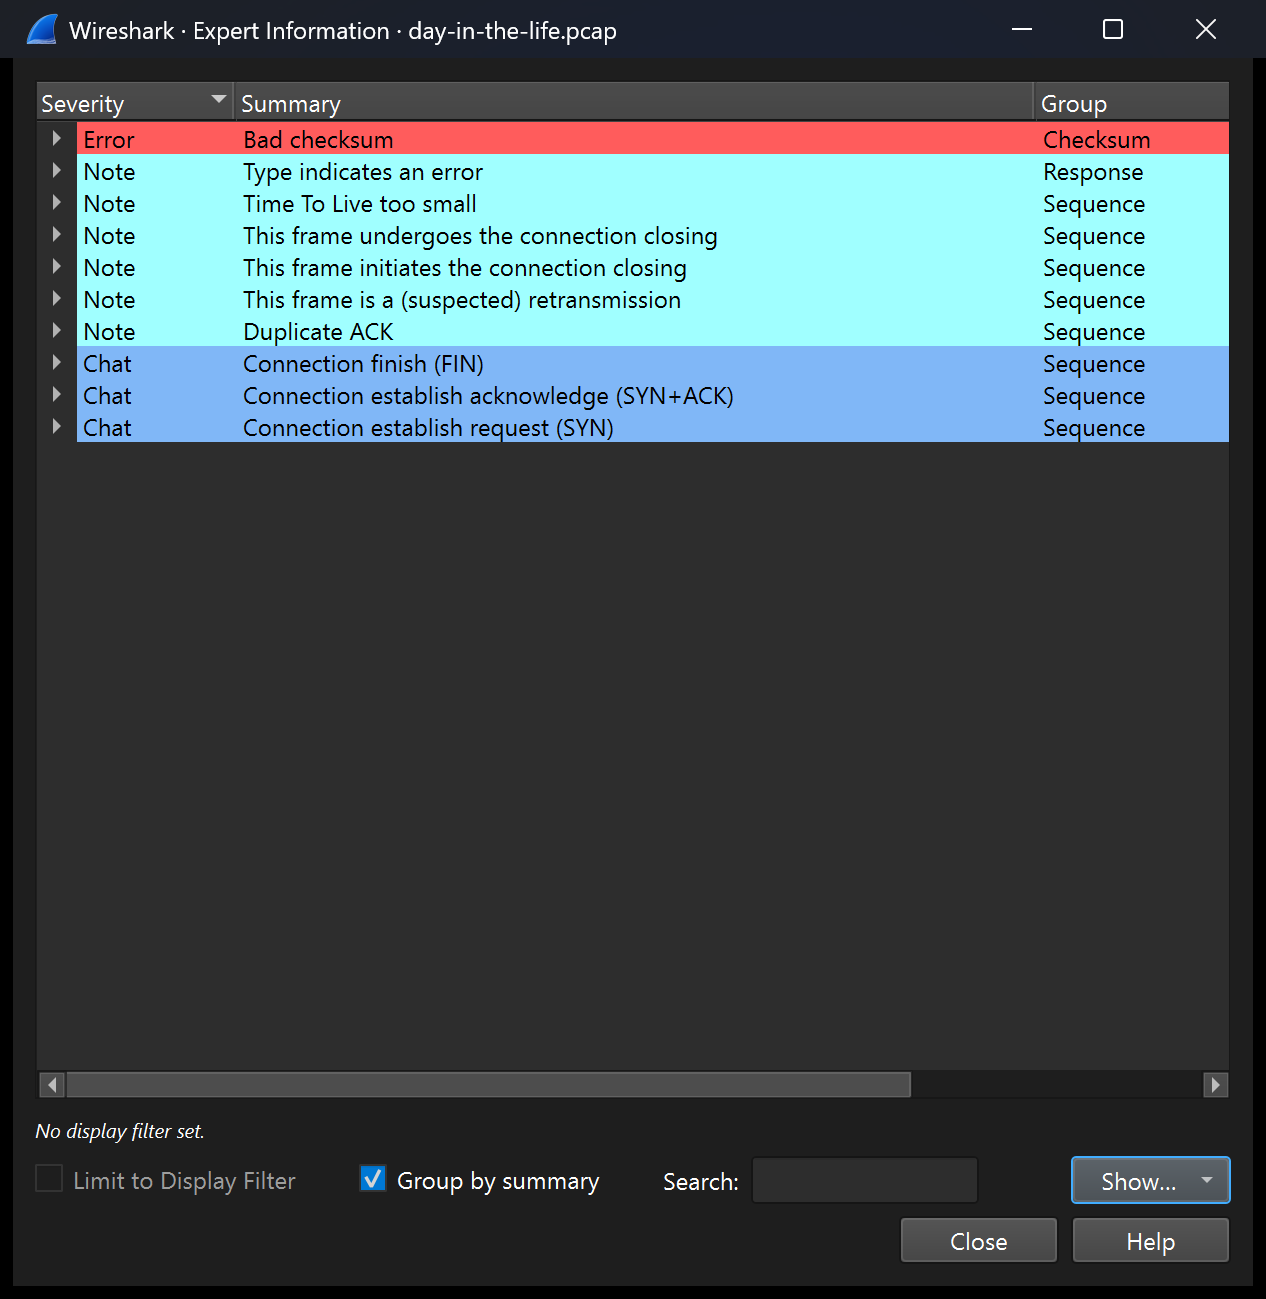 Wireshark · Expert Information · day-in-the-life.pcap
Severity Summary Group
Error Bad checksum Checksum
Note Type indicates an error Response
Note Time To Live too small Sequence
Note This frame undergoes the connection closing Sequence
Note This frame initiates the connection closing Sequence
Note This frame is a (suspected) retransmission Sequence
Note Duplicate ACK Sequence
Chat Connection finish (FIN) Sequence
Chat Connection establish acknowledge (SYN+ACK) Sequence
Chat Connection establish request (SYN) Sequence
No display filter set.
Limit to Display Filter Group by summary Search: Show...
Close Help